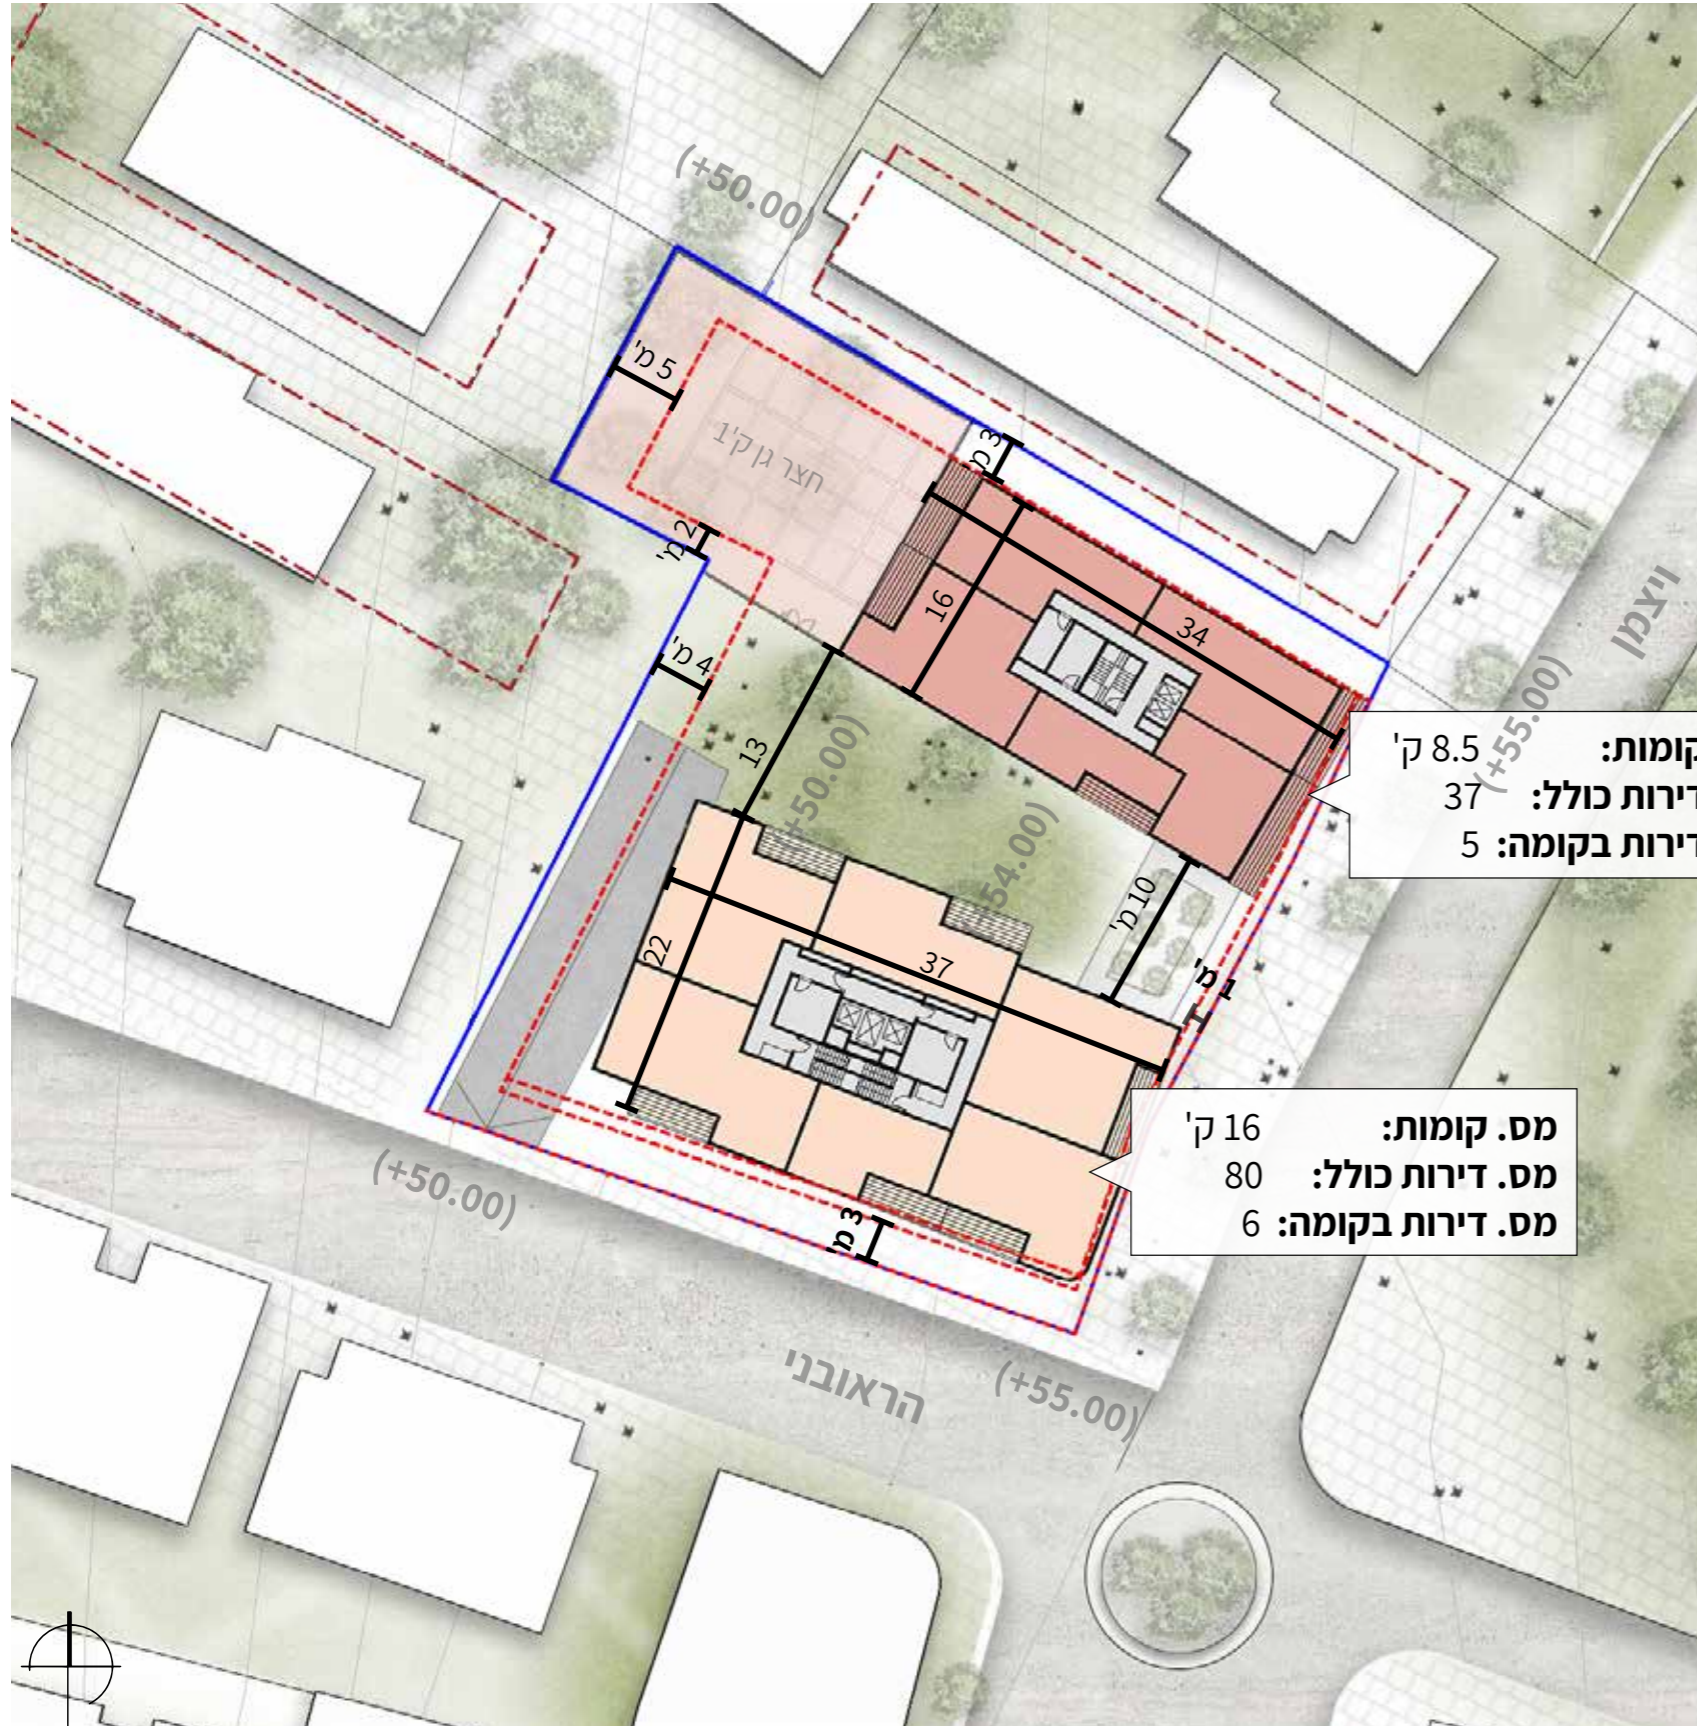 (+50.00)
5 מ'
חצר גן ק'1
3 מ'
2 מ'
16
34
ויצמן
4 מ'
(+55.00)
קומות: 8.5 ק'
דירות כולל: 37
דירות בקומה: 5
13
(+50.00)
54.00)
10 מ'
22
37
1 מ'
מס. קומות: 16 ק'
מס. דירות כולל: 80
מס. דירות בקומה: 6
(+50.00)
3 מ'
הראובני
(+55.00)